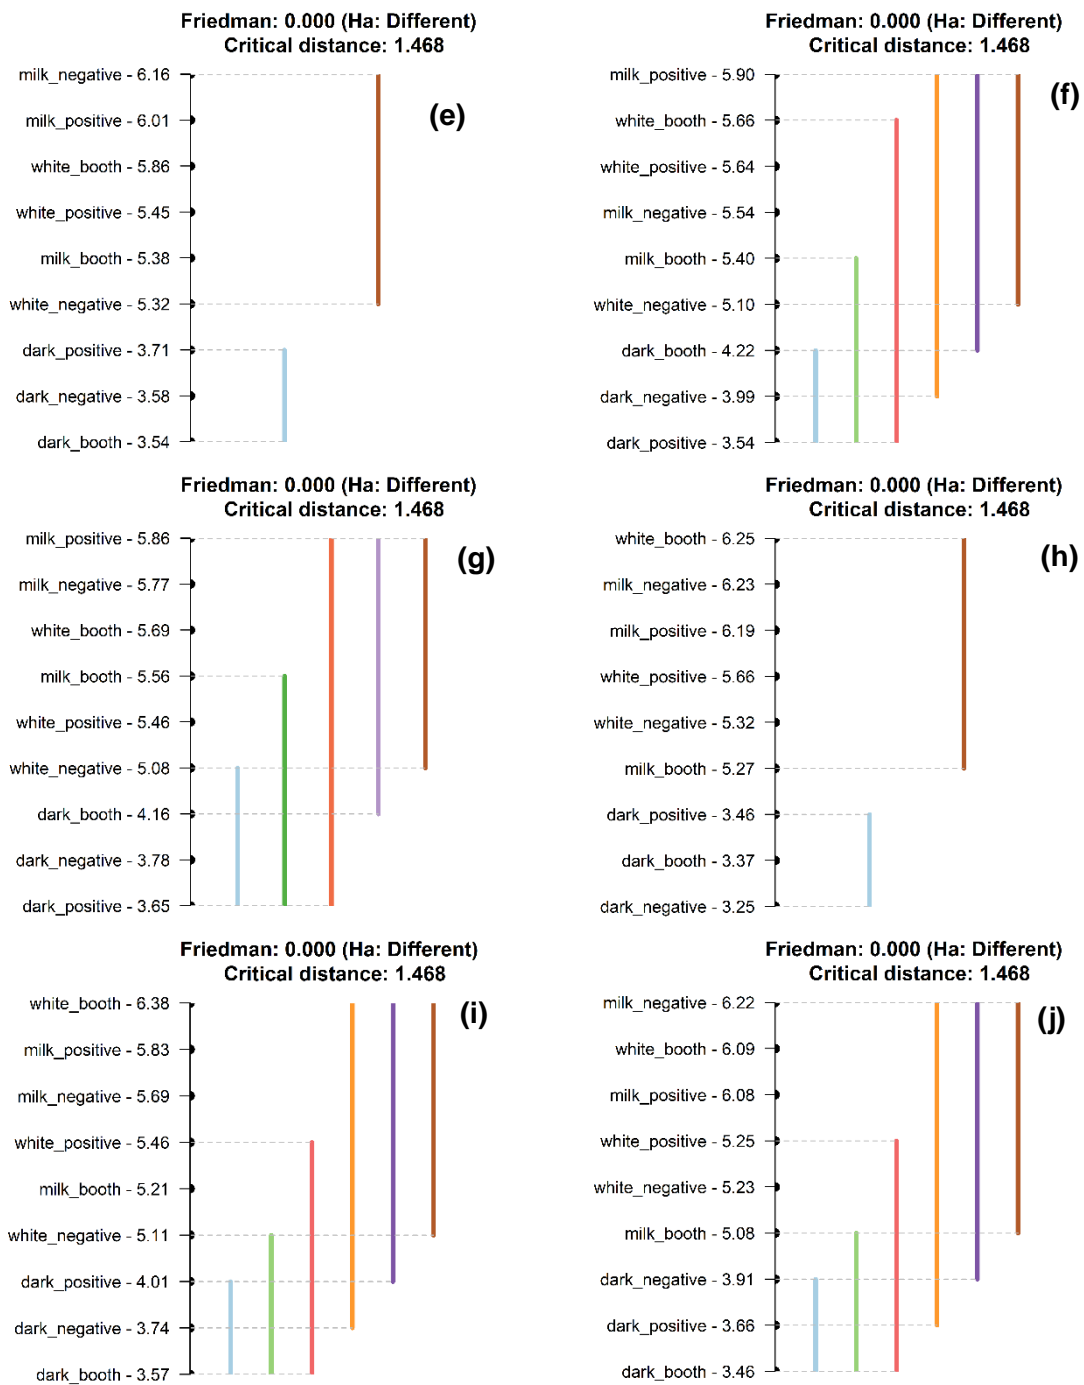 Friedman: 0.000 (Ha: Different)
Critical distance: 1.468
milk_negative - 6.16
milk_positive - 6.01
white_booth - 5.86
white_positive - 5.45
milk_booth - 5.38
white_negative - 5.32
dark_positive - 3.71
dark_negative - 3.58
dark_booth - 3.54
(e)
Friedman: 0.000 (Ha: Different)
Critical distance: 1.468
milk_positive - 5.90
white_booth - 5.66
white_positive - 5.64
milk_negative - 5.54
milk_booth - 5.40
white_negative - 5.10
dark_booth - 4.22
dark_negative - 3.99
dark_positive - 3.54
(f)
Friedman: 0.000 (Ha: Different)
Critical distance: 1.468
milk_positive - 5.86
milk_negative - 5.77
white_booth - 5.69
milk_booth - 5.56
white_positive - 5.46
white_negative - 5.08
dark_booth - 4.16
dark_negative - 3.78
dark_positive - 3.65
(g)
Friedman: 0.000 (Ha: Different)
Critical distance: 1.468
white_booth - 6.25
milk_negative - 6.23
milk_positive - 6.19
white_positive - 5.66
white_negative - 5.32
milk_booth - 5.27
dark_positive - 3.46
dark_booth - 3.37
dark_negative - 3.25
(h)
Friedman: 0.000 (Ha: Different)
Critical distance: 1.468
white_booth - 6.38
milk_positive - 5.83
milk_negative - 5.69
white_positive - 5.46
milk_booth - 5.21
white_negative - 5.11
dark_positive - 4.01
dark_negative - 3.74
dark_booth - 3.57
(i)
Friedman: 0.000 (Ha: Different)
Critical distance: 1.468
milk_negative - 6.22
white_booth - 6.09
milk_positive - 6.08
white_positive - 5.25
white_negative - 5.23
milk_booth - 5.08
dark_negative - 3.91
dark_positive - 3.66
dark_booth - 3.46
(j)